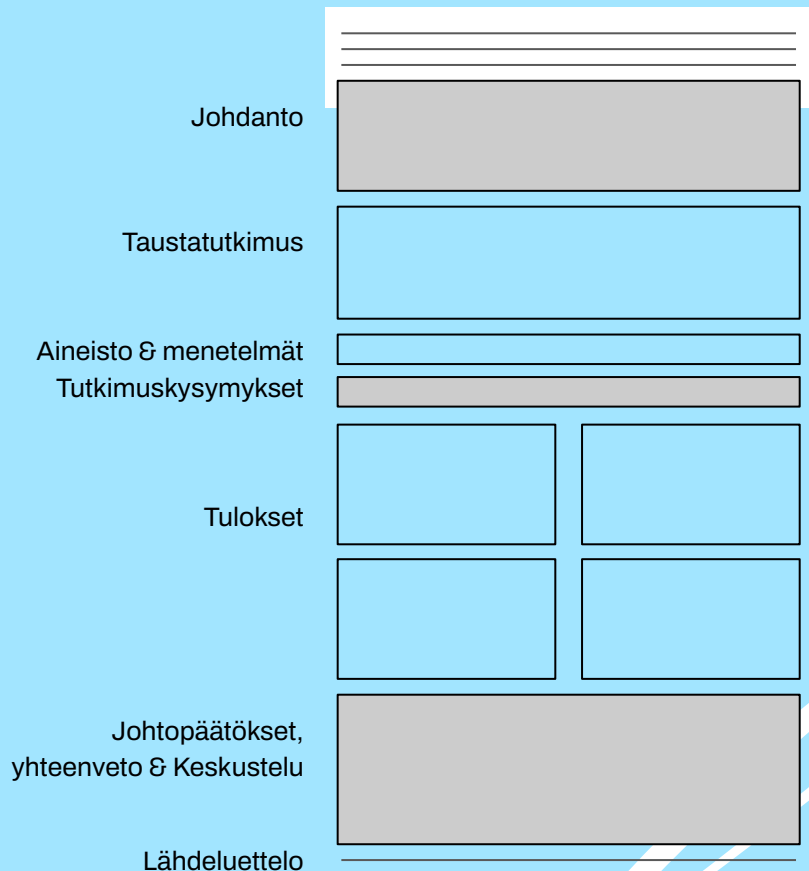 Johdanto
Taustatutkimus
Aineisto & menetelmät
Tutkimuskysymykset
Tulokset
Johtopäätökset,
yhteenveto & Keskustelu
Lähdeluettelo